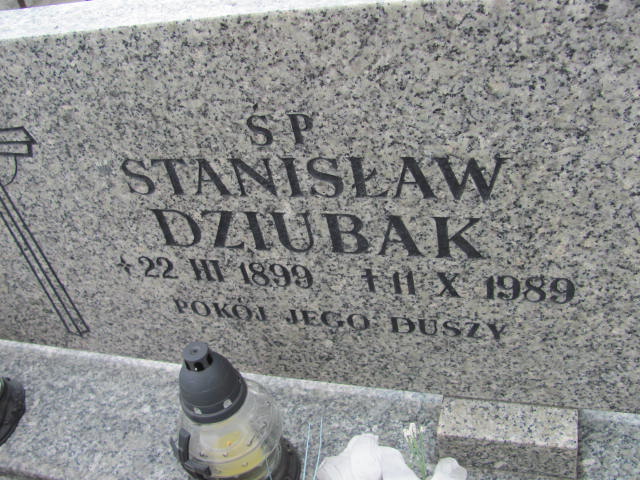 ŚP
STANISŁAW
DZIUBAK
* 22 III 1899 † 11 X 1989
POKÓJ JEGO DUSZY